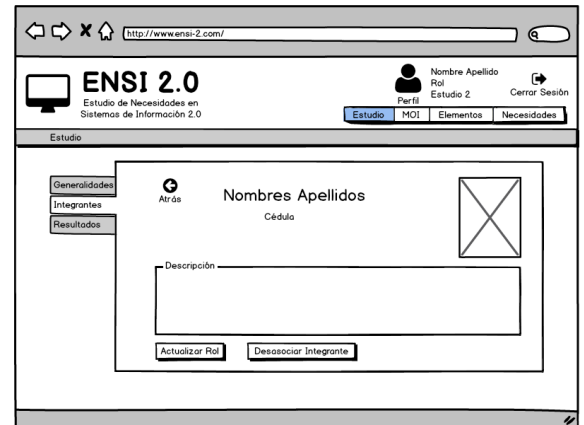 http://www.ensi-2.com/
ENSI 2.0
Estudio de Necesidades en
Sistemas de Información 2.0
Perfil
Nombre Apellido
Rol
Estudio 2
Cerrar Sesión
Estudio
MOI
Elementos
Necesidades
Estudio
Generalidades
Integrantes
Resultados
Atrás
Nombres Apellidos
Cédula
Descripción
Actualizar Rol
Desasociar Integrante